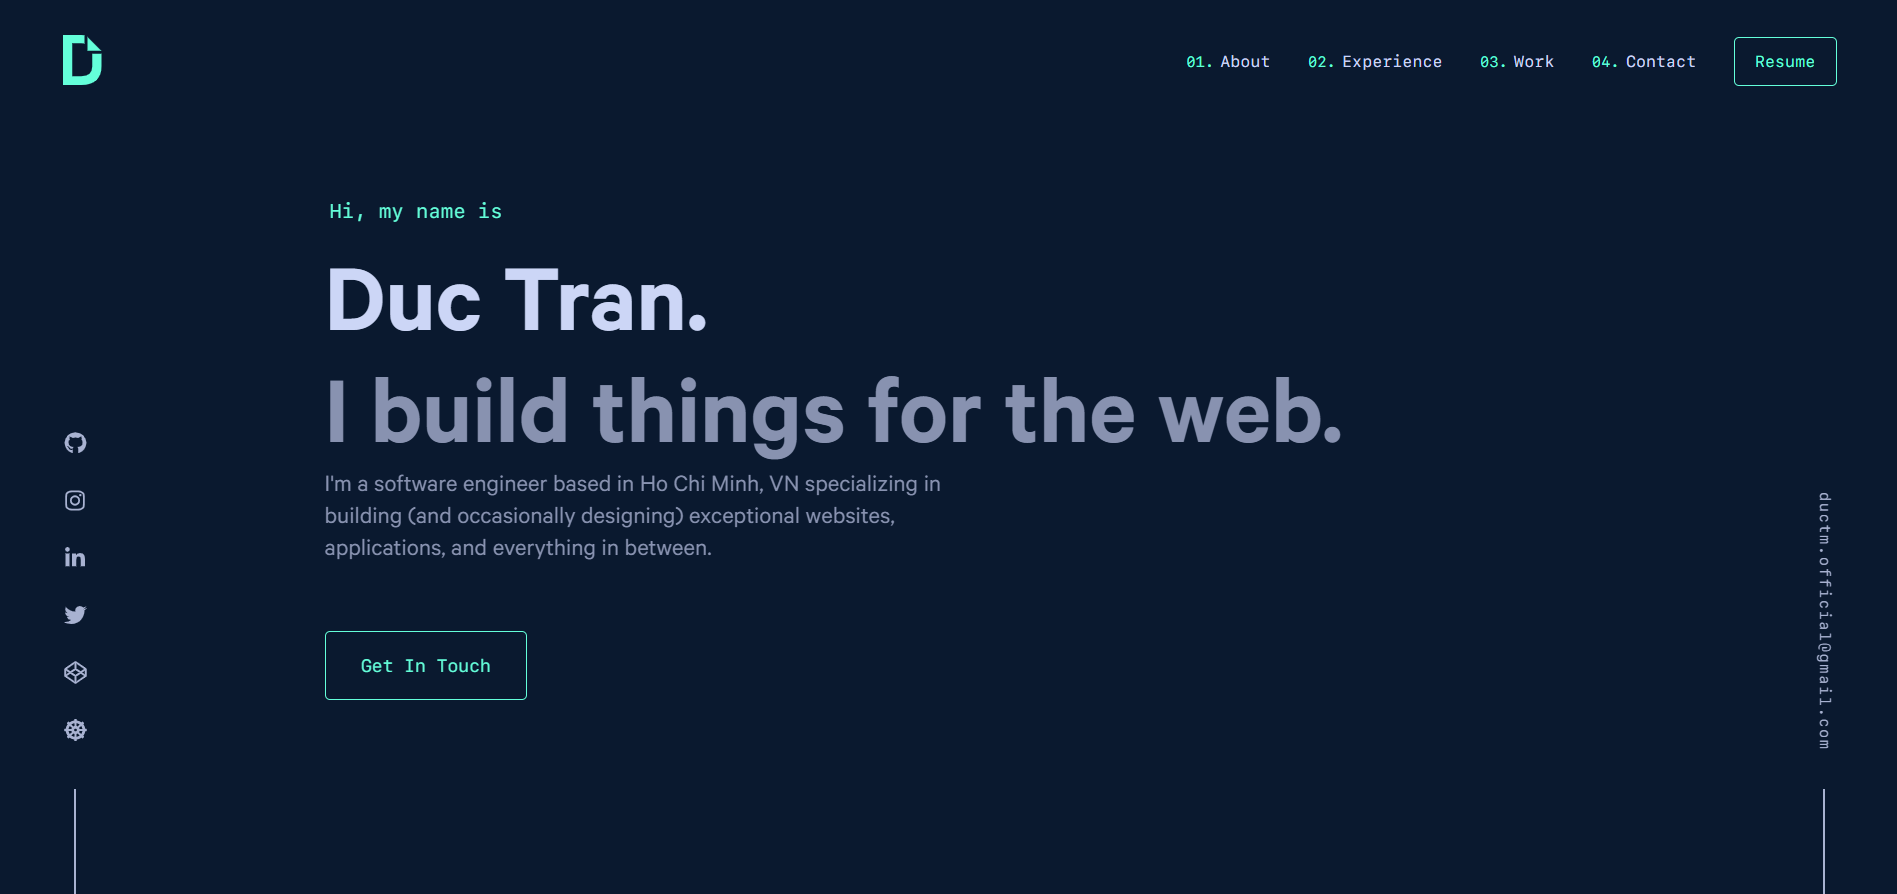 01. About 02. Experience 03. Work 04. Contact Resume
Hi, my name is
Duc Tran.
I build things for the web.
I'm a software engineer based in Ho Chi Minh, VN specializing in
building (and occasionally designing) exceptional websites,
applications, and everything in between.
Get In Touch
ductm.official@gmail.com